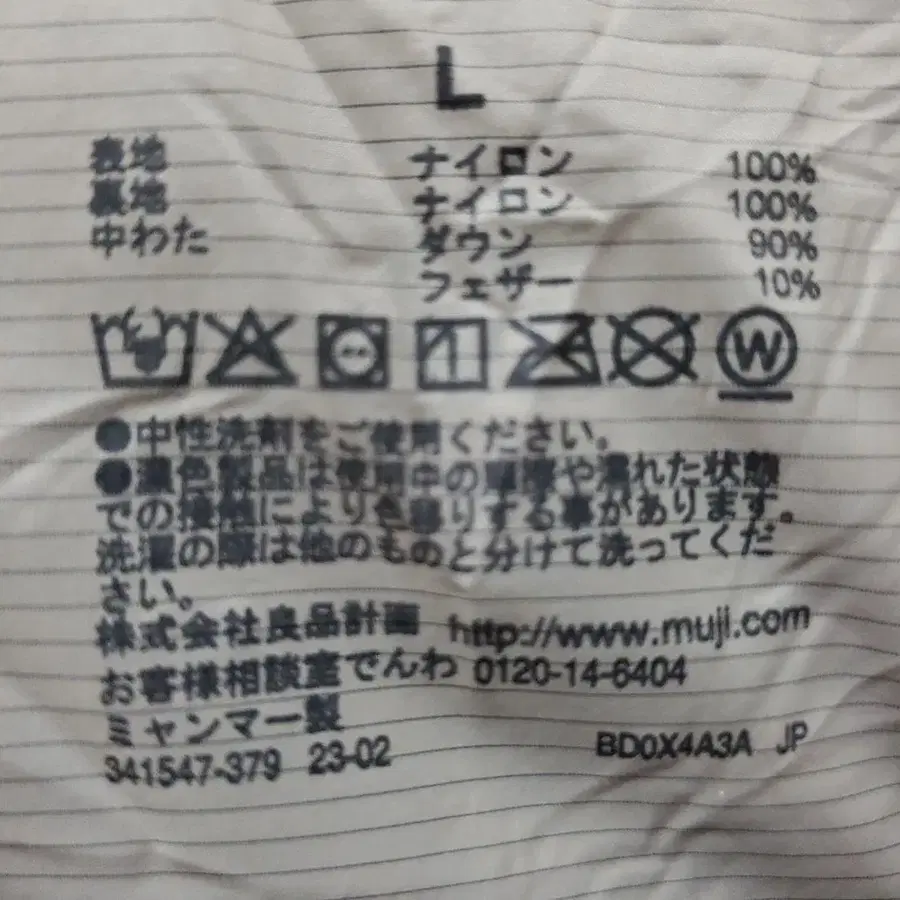 L
表地 ナイロン 100%
裏地 ナイロン 100%
中わた ダウン 90%
フェザー 10%
W
●中性洗剤をご使用ください。
●濃色製品は使用中の摩擦や濡れた状態
での接触により色移りする事があります。
洗濯の際は他のものと分けて洗ってくだ
さい。
株式会社良品計画 http://www.muji.com
お客様相談室でんわ 0120-14-6404
ミャンマー製
341547-379 23-02 BD0X4A3A JP